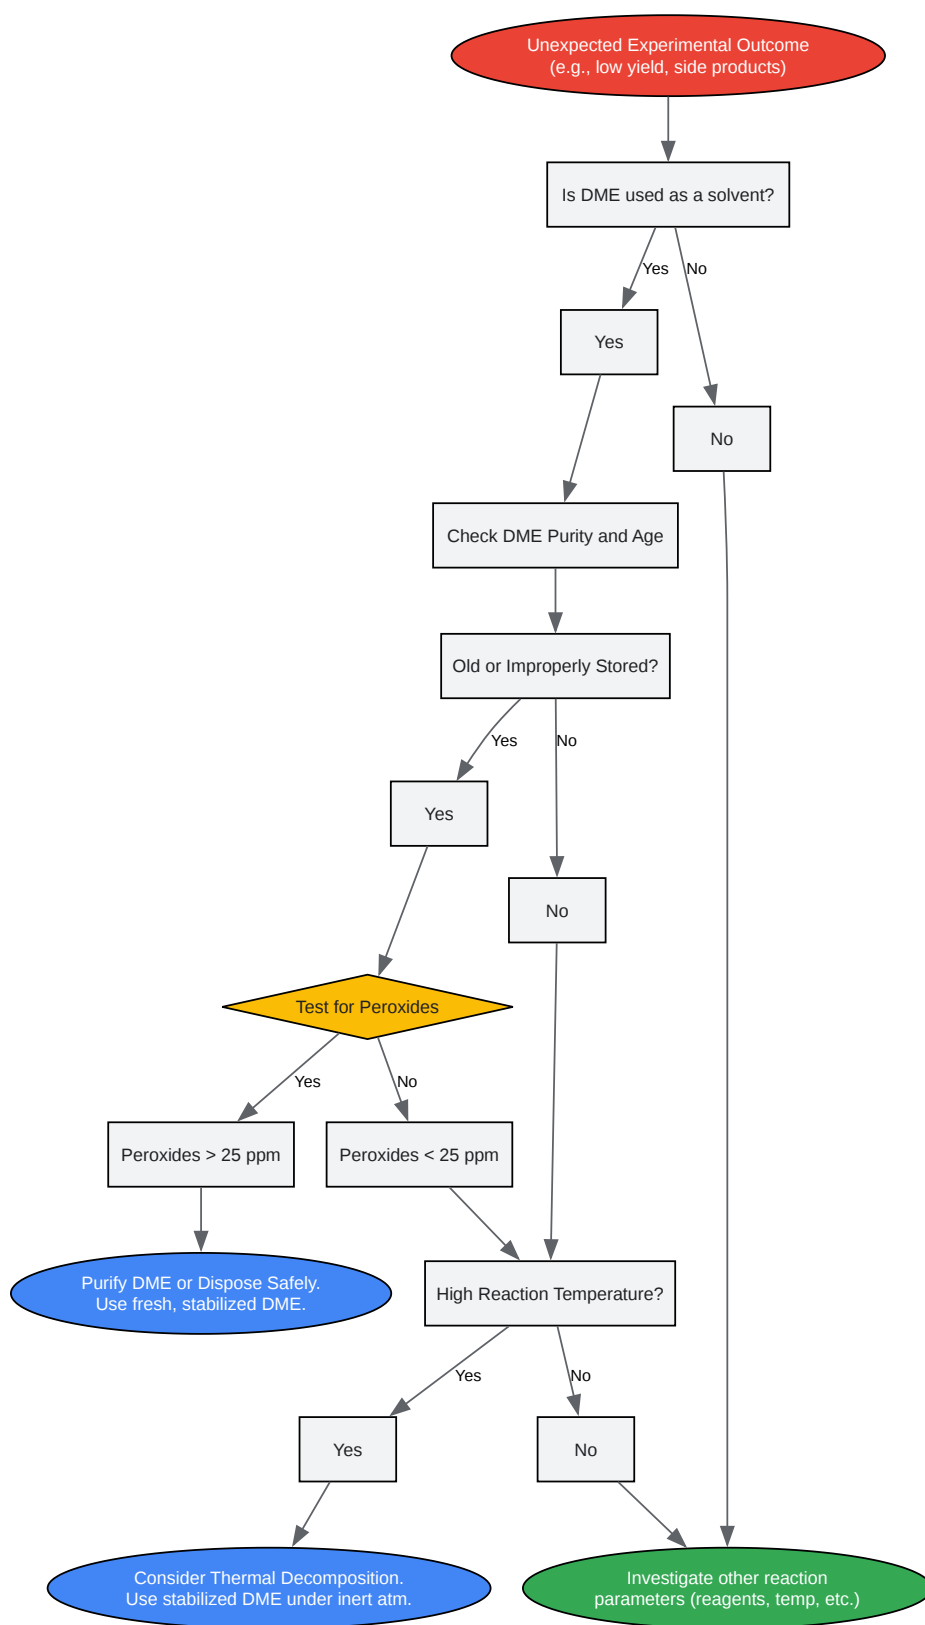 Unexpected Experimental Outcome
(e.g., low yield, side products)
Is DME used as a solvent?
Yes
No
Yes
No
Check DME Purity and Age
Old or Improperly Stored?
Yes
No
Yes
No
Test for Peroxides
Yes
No
Peroxides > 25 ppm
Peroxides < 25 ppm
Purify DME or Dispose Safely.
Use fresh, stabilized DME.
High Reaction Temperature?
Yes
No
Yes
No
Consider Thermal Decomposition.
Use stabilized DME under inert atm.
Investigate other reaction
parameters (reagents, temp, etc.)